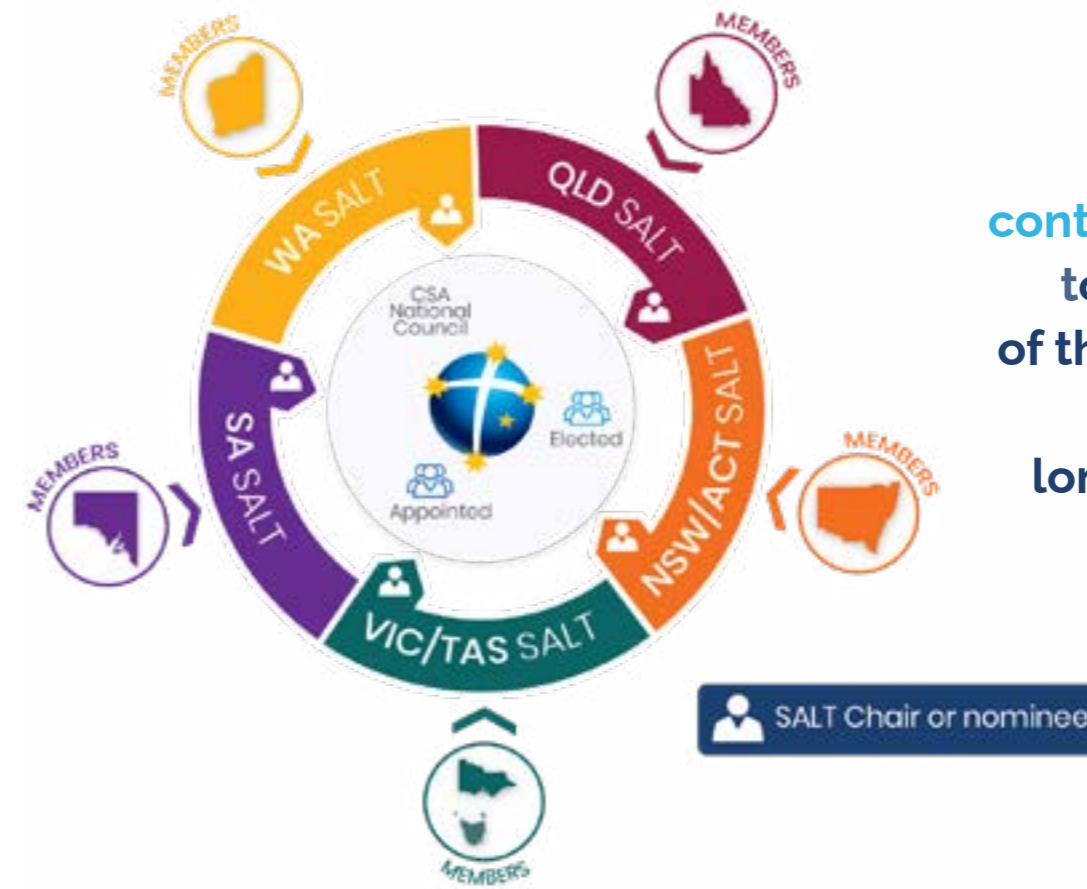 MEMBERS
MEMBERS
WA SALT
QLD SALT
CSA
National
Council
Elected
Appointed
SA SALT
NSW/ACT SALT
VIC/TAS SALT
MEMBERS
MEMBERS
MEMBERS
SALT Chair or nominee
cont
to
of th
lor